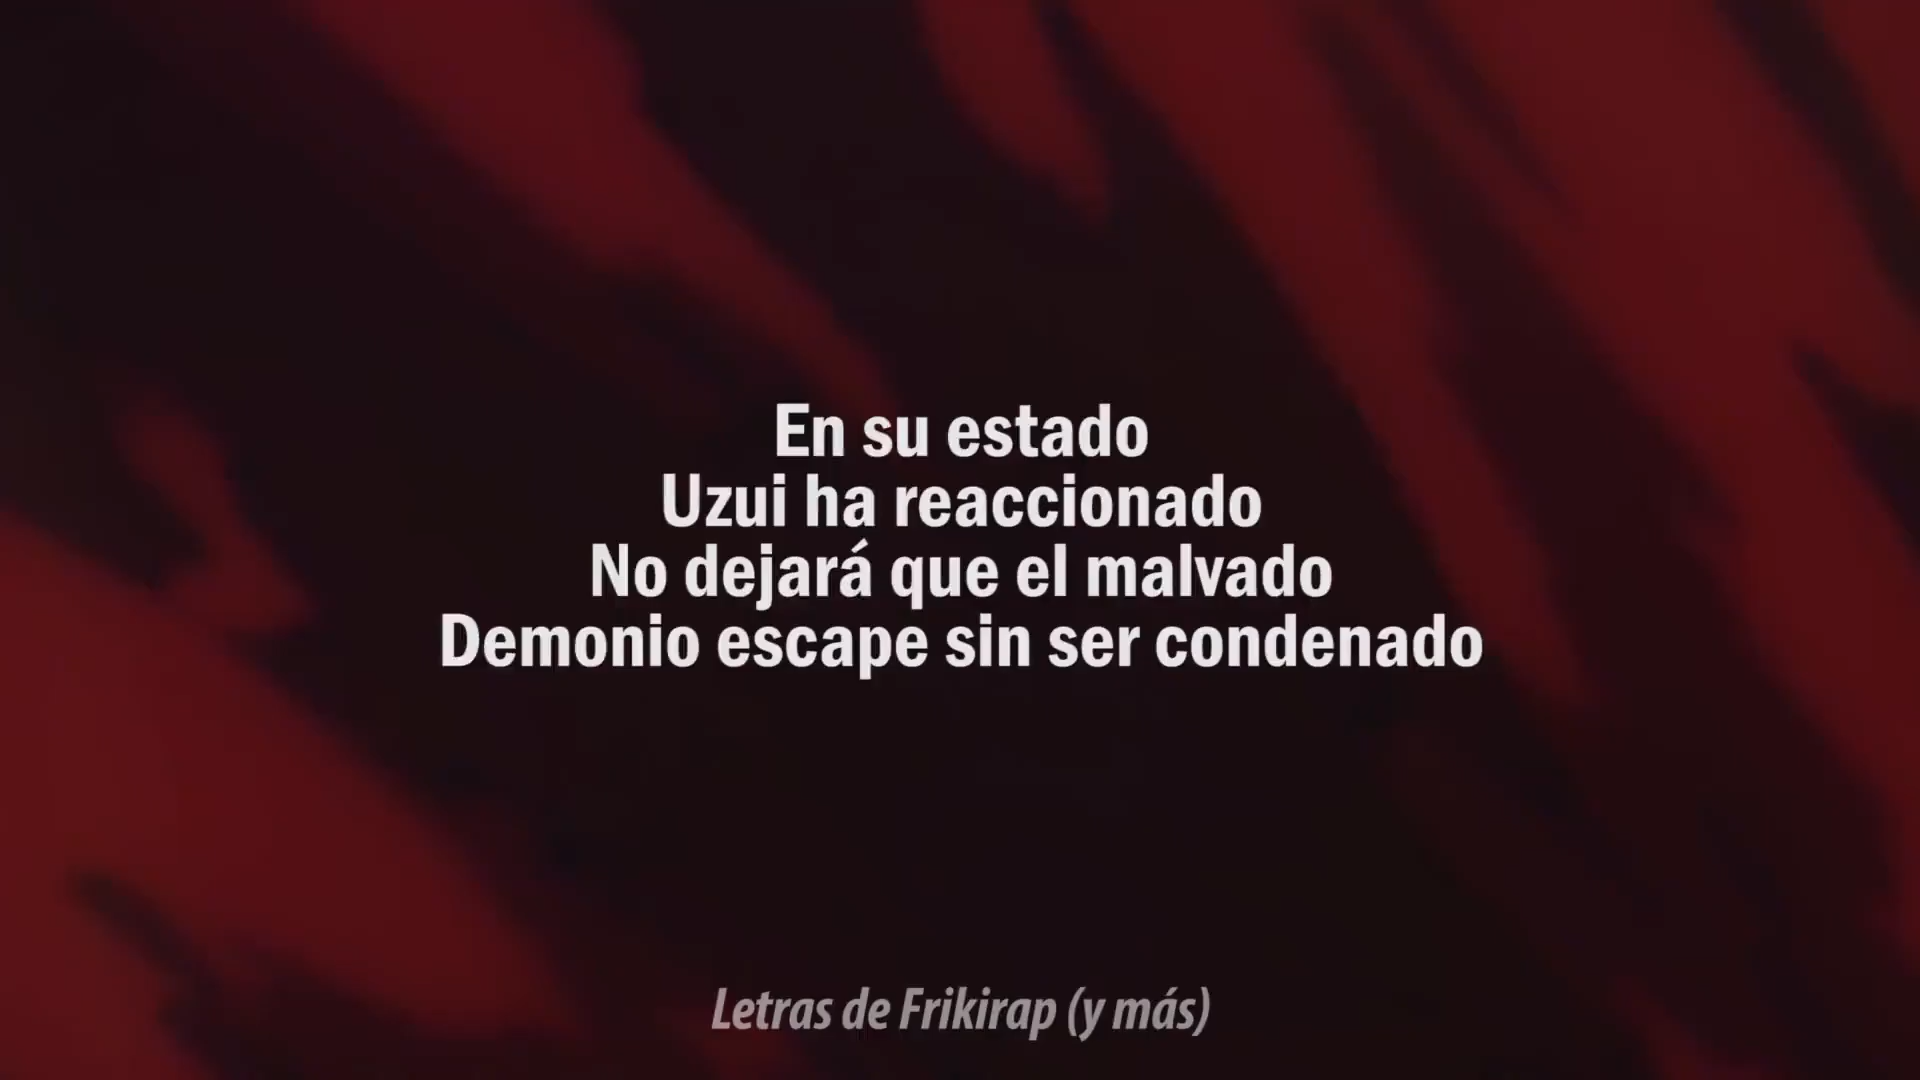 En su estado
Uzui ha reaccionado
No dejará que el malvado
Demonio escape sin ser condenado
Letras de Frikirap (y más)